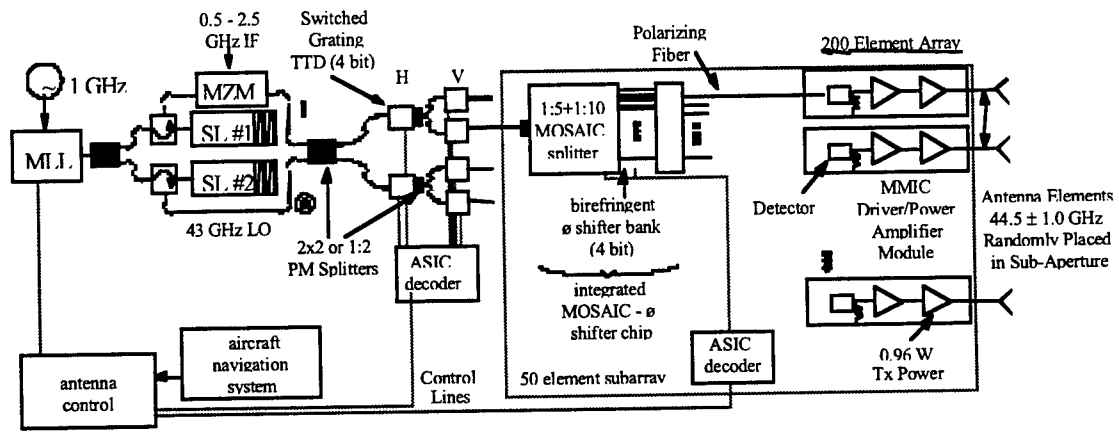 0.5 - 2.5
GHz IF
Switched
Grating
TTD (4 bit)
Polarizing
Fiber
200 Element Array
~ 1 GHz
MZM
H
V
MLL
SL #1
SL #2
1:5+1:10
MOSAIC
splitter
43 GHz LO
2x2 or 1:2
PM Splitters
ASIC
decoder
birefringent
ø shifter bank
(4 bit)
integrated
MOSAIC - ø
shifter chip
Detector
MMIC
Driver/Power
Amplifier
Module
Antenna Elements
44.5 ± 1.0 GHz
Randomly Placed
in Sub-Aperture
aircraft
navigation
system
antenna
control
Control
Lines
50 element subarray
ASIC
decoder
0.96 W
Tx Power